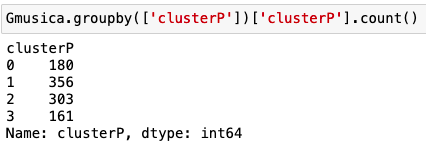 Gmusica.groupby(['clusterP'])['clusterP'].count()
clusterP
0    180
1    356
2    303
3    161
Name: clusterP, dtype: int64